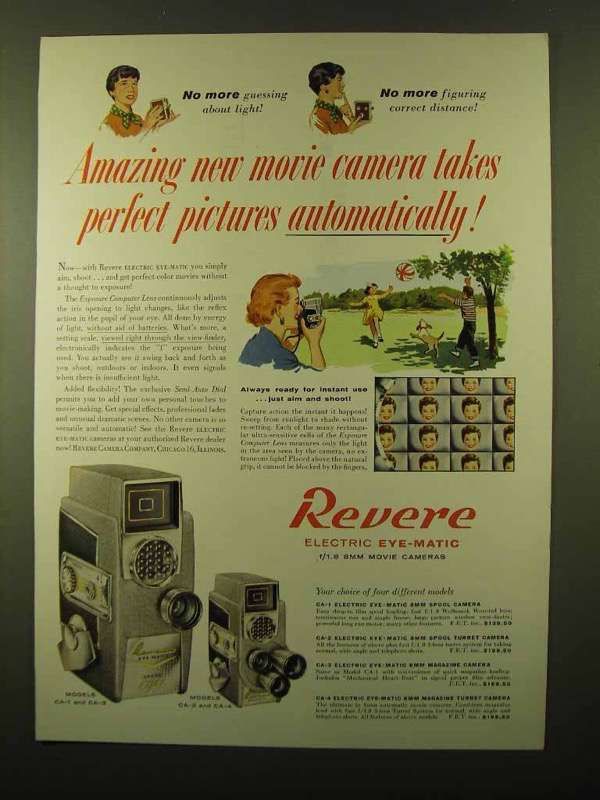 No more guessing
about light!
No more figuring
correct distance!
Amazing new movie camera takes
perfect pictures automatically!
Now—with Revere ELECTRIC EYE-MATIC you simply
aim, shoot . . . and get perfect color movies without
a thought to exposure!
The Exposure Computer Lens continuously adjusts
the iris opening to light changes, like the reflex
action in the pupil of your eye. All done by
energy of light, without aid of batteries. What's more, a
setting scale, viewed right through the view-finder,
electronically indicates the "f" exposure being
used. You actually see it swing back and forth as
you shoot, outdoors or indoors. It even signals
when there is insufficient light.
Added flexibility! The exclusive Semi-Auto Dial
permits you to add your own personal touches to
movie-making. Get special effects, professional fades
and unusual dramatic scenes. No other camera is so
versatile and automatic! See the Revere ELECTRIC
EYE-MATIC cameras at your authorized Revere dealer
now! REVERE CAMERA COMPANY, CHICAGO 16, ILLINOIS.
Always ready for instant use
. . . just aim and shoot!
Capture action the instant it happens!
Sweep from sunlight to shade without
re-setting. Each of the many rectangu-
lar ultra-sensitive cells of the Exposure
Computer Lens measures only the light
in the area seen by the camera, no ex-
traneous light! Placed above the natural
grip, it cannot be blocked by the fingers.
Revere
ELECTRIC EYE-MATIC
f/1.8 8MM MOVIE CAMERAS
Your choice of four different models
CA-1 ELECTRIC EYE-MATIC 8MM SPOOL CAMERA
CA-2 ELECTRIC EYE-MATIC 8MM SPOOL TURRET CAMERA
CA-3 ELECTRIC EYE-MATIC 8MM MAGAZINE CAMERA
CA-4 ELECTRIC EYE-MATIC 8MM MAGAZINE TURRET CAMERA
MODELS
CA-1 and CA-3
MODELS
CA-2 and CA-4